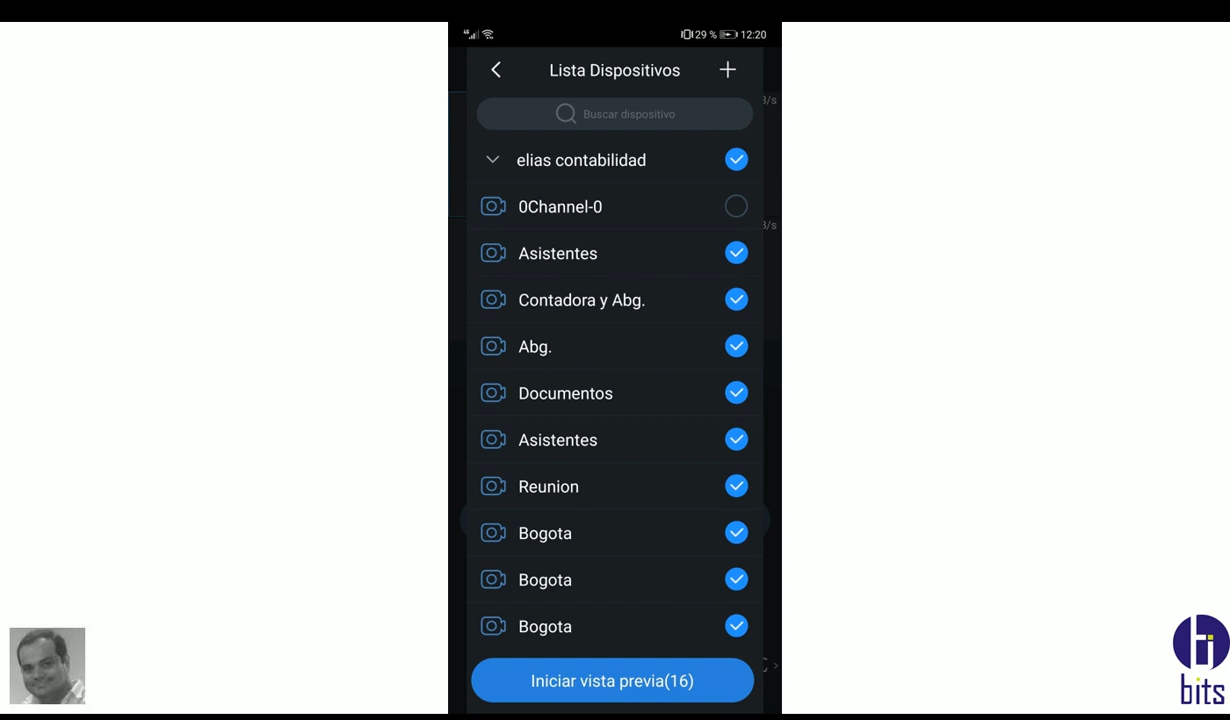 29 % 12:20
Lista Dispositivos
B/s
Buscar dispositivo
elias contabilidad
0Channel-0
B/s
Asistentes
Contadora y Abg.
Abg.
Documentos
Asistentes
Reunion
Bogota
Bogota
Bogota
Iniciar vista previa(16)
hi
bits